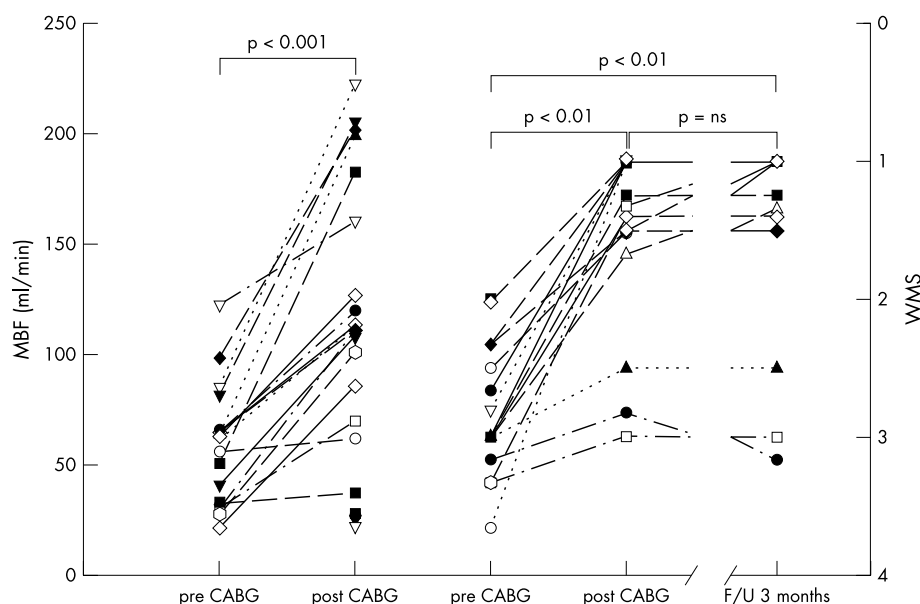 250
0
p < 0.001
p < 0.01
200
p < 0.01
p = ns
1
150
MBF (ml/min)
2
WMS
100
3
50
0
4
pre CABG
post CABG
pre CABG
post CABG
F/U 3 months